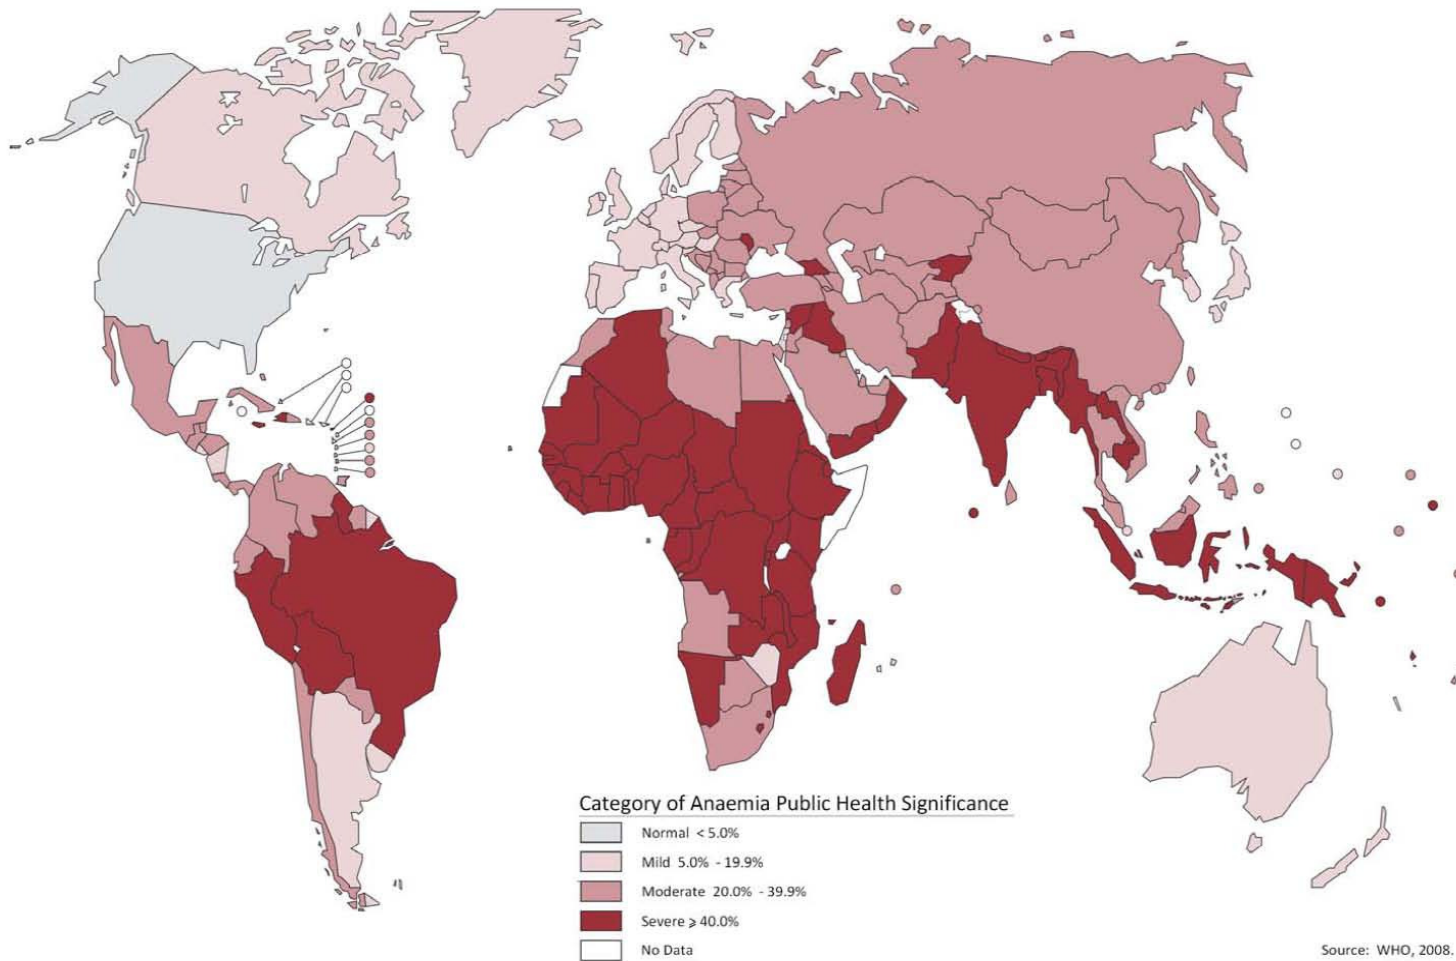 Category of Anaemia Public Health Significance
Normal < 5.0%
Mild 5.0% - 19.9%
Moderate 20.0% - 39.9%
Severe ⩾ 40.0%
No Data
Source: WHO, 2008.